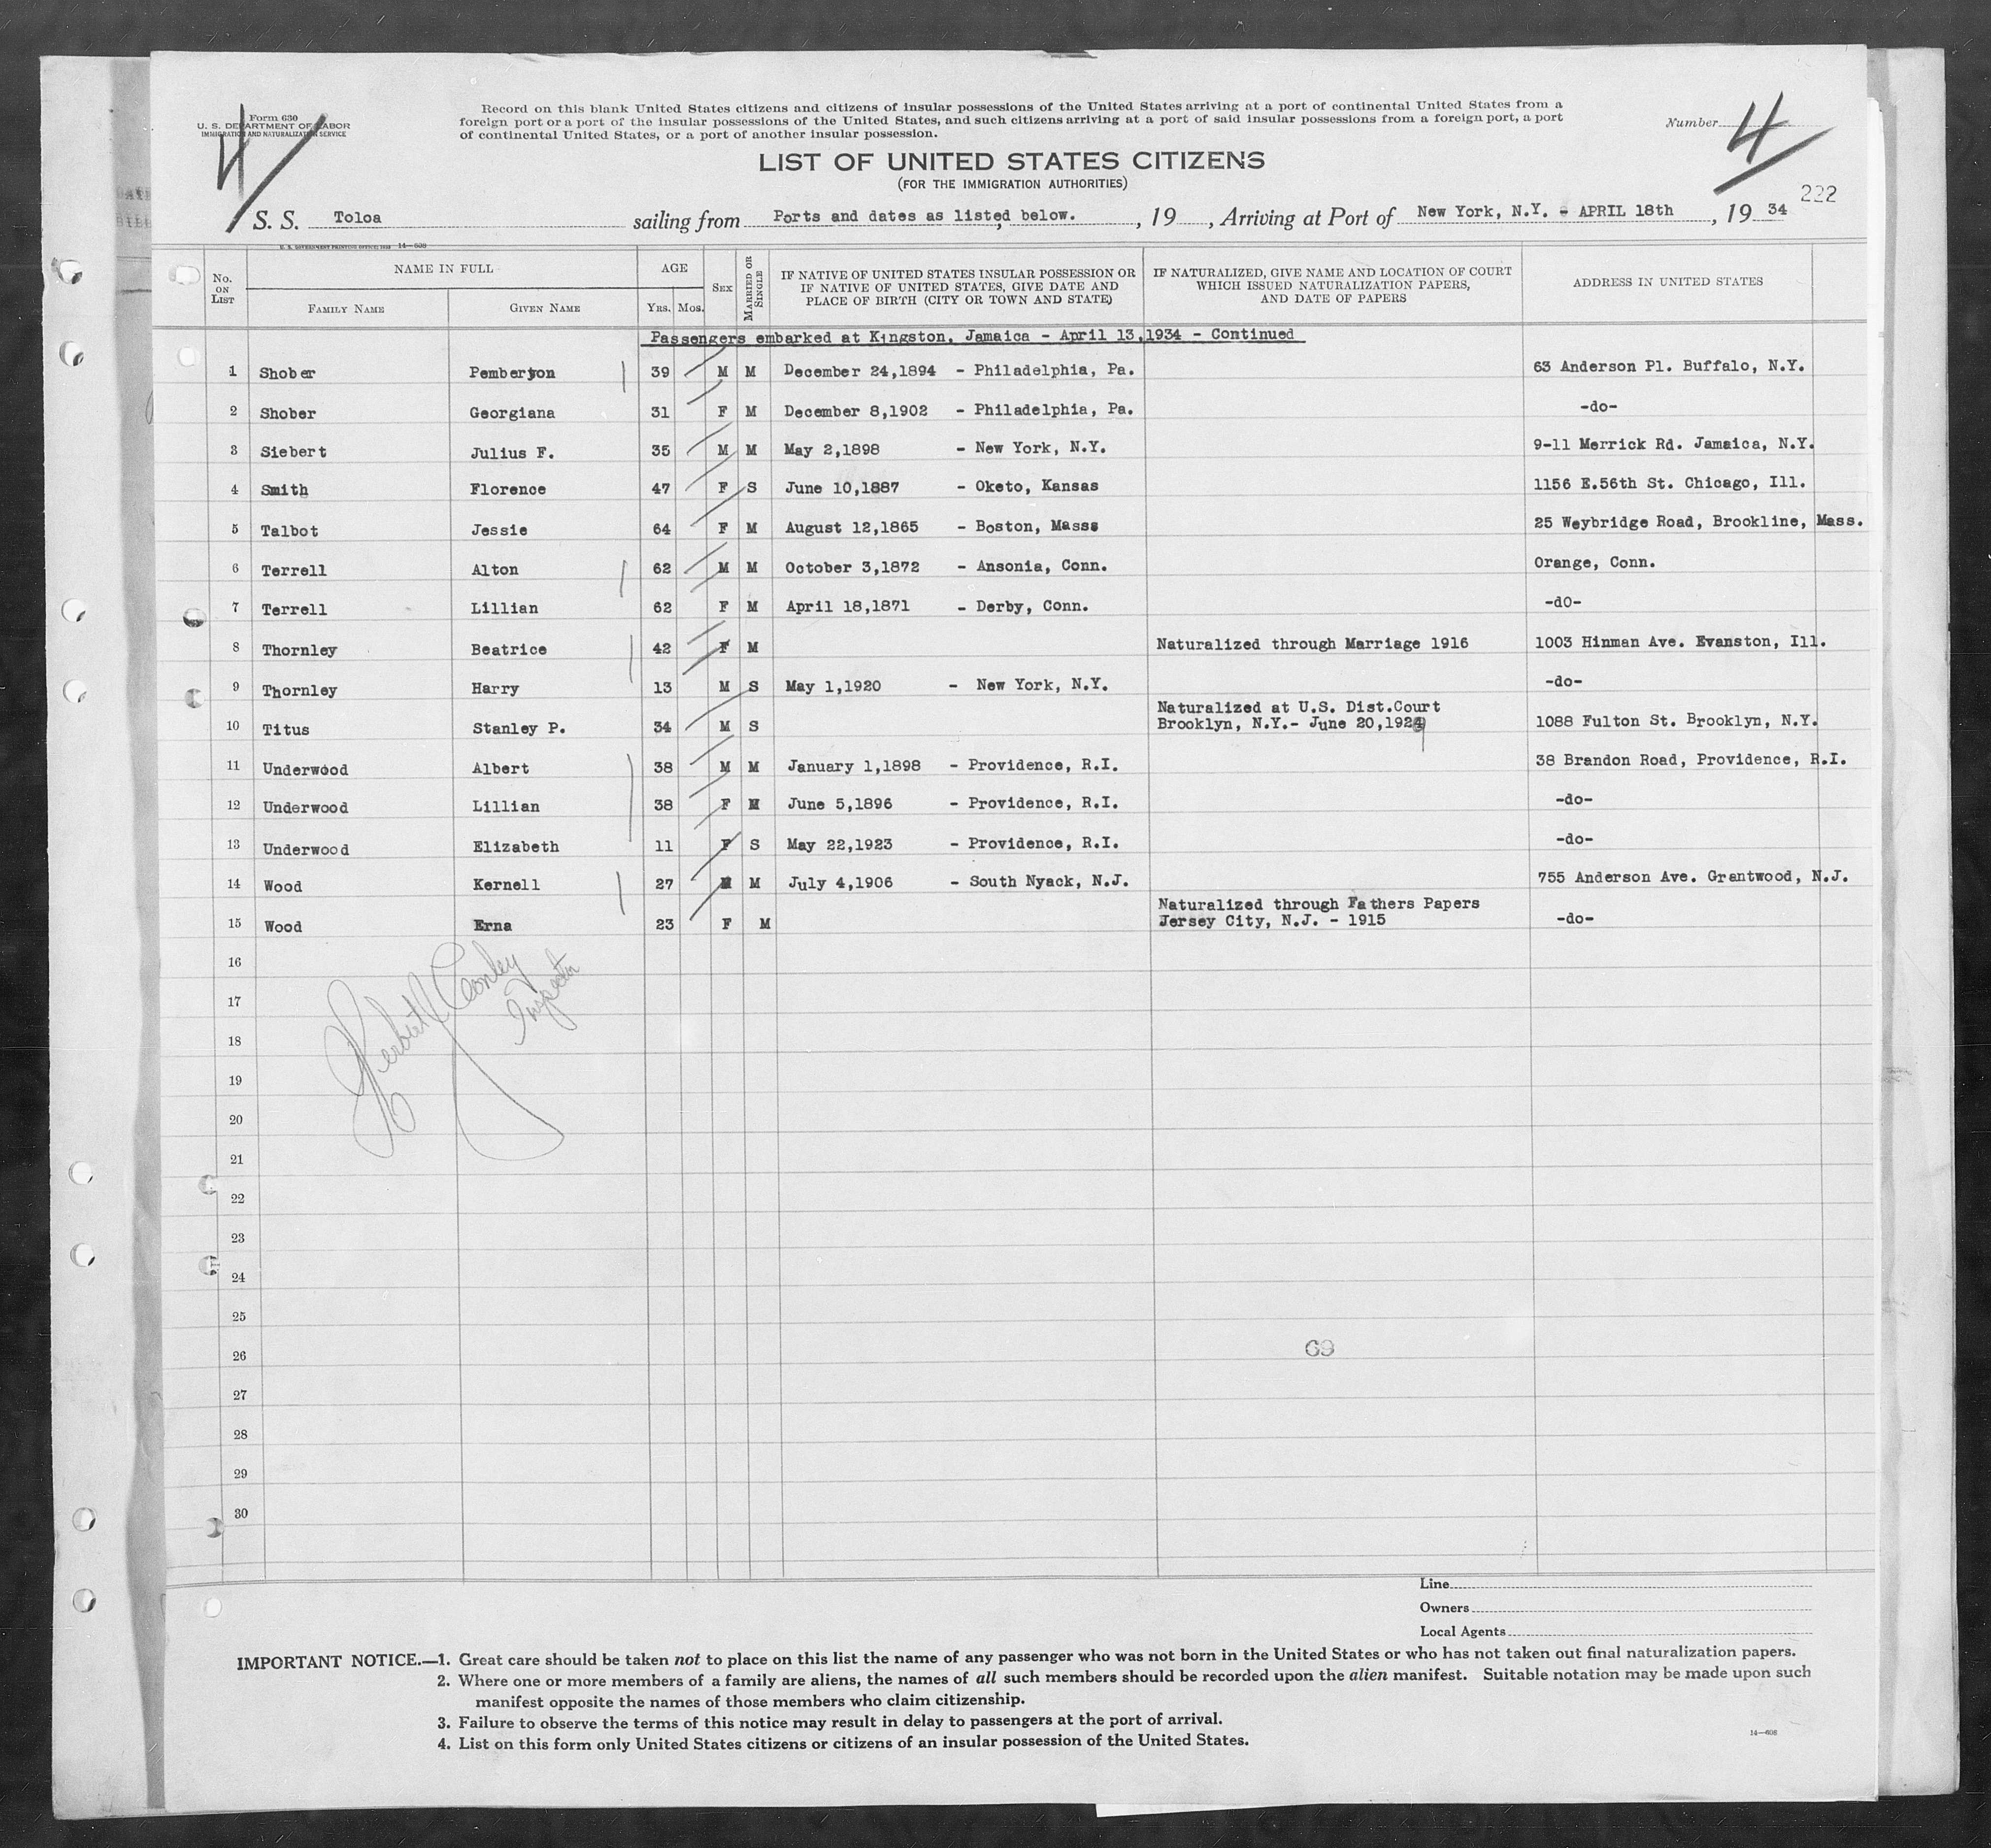 4
Form 630
U. S. DEPARTMENT OF LABOR
IMMIGRATION AND NATURALIZATION SERVICE
Record on this blank United States citizens and citizens of insular possessions of the United States arriving at a port of continental United States from a
foreign port or a port of the insular possessions of the United States, and such citizens arriving at a port of said insular possessions from a foreign port, a port
of continental United States, or a port of another insular possession.
Number 4
LIST OF UNITED STATES CITIZENS
(FOR THE IMMIGRATION AUTHORITIES)
222
S. S. Toloa sailing from Ports and dates as listed below. , 19 , Arriving at Port of New York, N.Y. - APRIL 18th , 19 34
U. S. GOVERNMENT PRINTING OFFICE: 1933 14—608
No. ON LIST NAME IN FULL AGE SEX MARRIED OR SINGLE IF NATIVE OF UNITED STATES INSULAR POSSESSION OR IF NATIVE OF UNITED STATES, GIVE DATE AND PLACE OF BIRTH (CITY OR TOWN AND STATE) IF NATURALIZED, GIVE NAME AND LOCATION OF COURT WHICH ISSUED NATURALIZATION PAPERS, AND DATE OF PAPERS ADDRESS IN UNITED STATES
FAMILY NAME GIVEN NAME YRS. MOS.
Passengers embarked at Kingston, Jamaica - April 13,1934 - Continued
1 Shober Pemberton 39 M M December 24,1894 - Philadelphia, Pa. 63 Anderson Pl. Buffalo, N.Y.
2 Shober Georgiana 31 F M December 8,1902 - Philadelphia, Pa. -do-
3 Siebert Julius F. 35 M M May 2,1898 - New York, N.Y. 9-11 Merrick Rd. Jamaica, N.Y.
4 Smith Florence 47 F S June 10,1887 - Oketo, Kansas 1156 E.56th St. Chicago, Ill.
5 Talbot Jessie 64 F M August 12,1865 - Boston, Masss 25 Weybridge Road, Brookline, Mass.
6 Terrell Alton 62 M M October 3,1872 - Ansonia, Conn. Orange, Conn.
7 Terrell Lillian 62 F M April 18,1871 - Derby, Conn. -dO-
8 Thornley Beatrice 42 F M Naturalized through Marriage 1916 1003 Hinman Ave. Evanston, Ill.
9 Thornley Harry 13 M S May 1,1920 - New York, N.Y. -do-
10 Titus Stanley P. 34 M S Naturalized at U.S. Dist.Court Brooklyn, N.Y.- June 20,1929 1088 Fulton St. Brooklyn, N.Y.
11 Underwood Albert 38 M M January 1,1898 - Providence, R.I. 38 Brandon Road, Providence, R.I.
12 Underwood Lillian 38 F M June 5,1896 - Providence, R.I. -do-
13 Underwood Elizabeth 11 F S May 22,1923 - Providence, R.I. -do-
14 Wood Kernell 27 M M July 4,1906 - South Nyack, N.J. 755 Anderson Ave. Grantwood, N.J.
15 Wood Erna 23 F M Naturalized through Fathers Papers Jersey City, N.J. - 1915 -do-
16
17
18
19
20
21
22
23
24
25
26
27
28
29
30
Inspector
69
Line
Owners
Local Agents
IMPORTANT NOTICE.—1. Great care should be taken not to place on this list the name of any passenger who was not born in the United States or who has not taken out final naturalization papers.
2. Where one or more members of a family are aliens, the names of all such members should be recorded upon the alien manifest. Suitable notation may be made upon such
manifest opposite the names of those members who claim citizenship.
3. Failure to observe the terms of this notice may result in delay to passengers at the port of arrival.
4. List on this form only United States citizens or citizens of an insular possession of the United States.
14—608